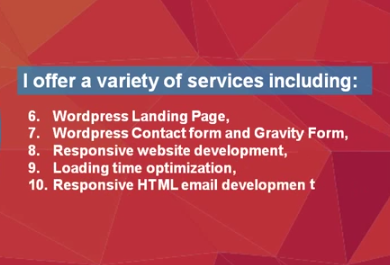 I offer a variety of services including:
6. Wordpress Landing Page,
7. Wordpress Contact form and Gravity Form,
8. Responsive website development,
9. Loading time optimization,
10. Responsive HTML email developmen t